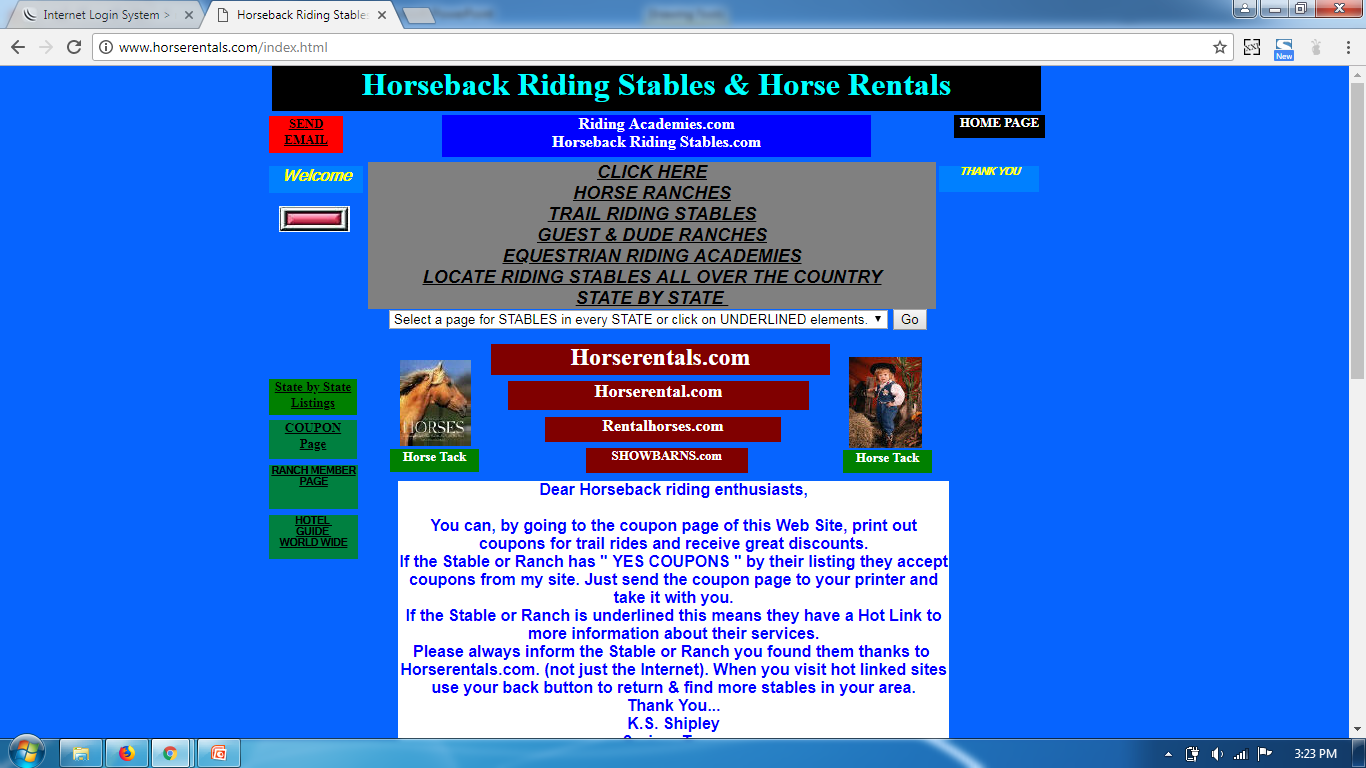 Internet Login System >
Horseback Riding Stables
PowerPoint
Drawing Tools
www.horserentals.com/index.html
New
Horseback Riding Stables & Horse Rentals
SEND
EMAIL
Riding Academies.com
Horseback Riding Stables.com
HOME PAGE
Welcome
CLICK HERE
HORSE RANCHES
TRAIL RIDING STABLES
GUEST & DUDE RANCHES
EQUESTRIAN RIDING ACADEMIES
LOCATE RIDING STABLES ALL OVER THE COUNTRY
STATE BY STATE
THANK YOU
Select a page for STABLES in every STATE or click on UNDERLINED elements.
Go
Horserentals.com
Horserental.com
Rentalhorses.com
SHOWBARNS.com
HORSES
Horse Tack
Horse Tack
State by State
Listings
COUPON
Page
RANCH MEMBER
PAGE
HOTEL
GUIDE
WORLD WIDE
Dear Horseback riding enthusiasts,
You can, by going to the coupon page of this Web Site, print out
coupons for trail rides and receive great discounts.
If the Stable or Ranch has " YES COUPONS " by their listing they accept
coupons from my site. Just send the coupon page to your printer and
take it with you.
If the Stable or Ranch is underlined this means they have a Hot Link to
more information about their services.
Please always inform the Stable or Ranch you found them thanks to
Horserentals.com. (not just the Internet). When you visit hot linked sites
use your back button to return & find more stables in your area.
Thank You...
K.S. Shipley
3:23 PM